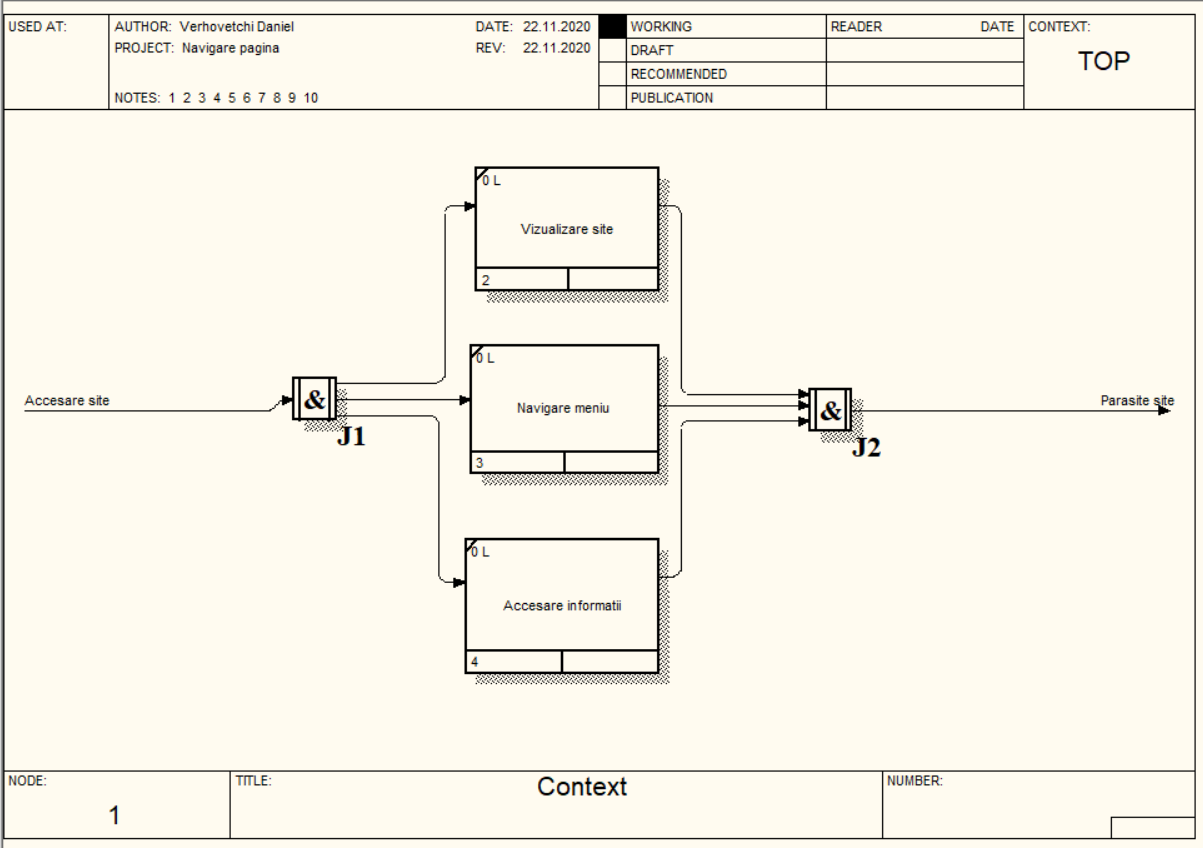 USED AT:
AUTHOR: Verhovetchi Daniel
DATE: 22.11.2020
PROJECT: Navigare pagina
REV: 22.11.2020
NOTES: 1 2 3 4 5 6 7 8 9 10
WORKING
DRAFT
RECOMMENDED
PUBLICATION
READER DATE
CONTEXT:
TOP
0 L
Vizualizare site
2
Accesare site
&
J1
0 L
Navigare meniu
3
&
J2
Parasite site
0 L
Accesare informatii
4
NODE:
1
TITLE:
Context
NUMBER: